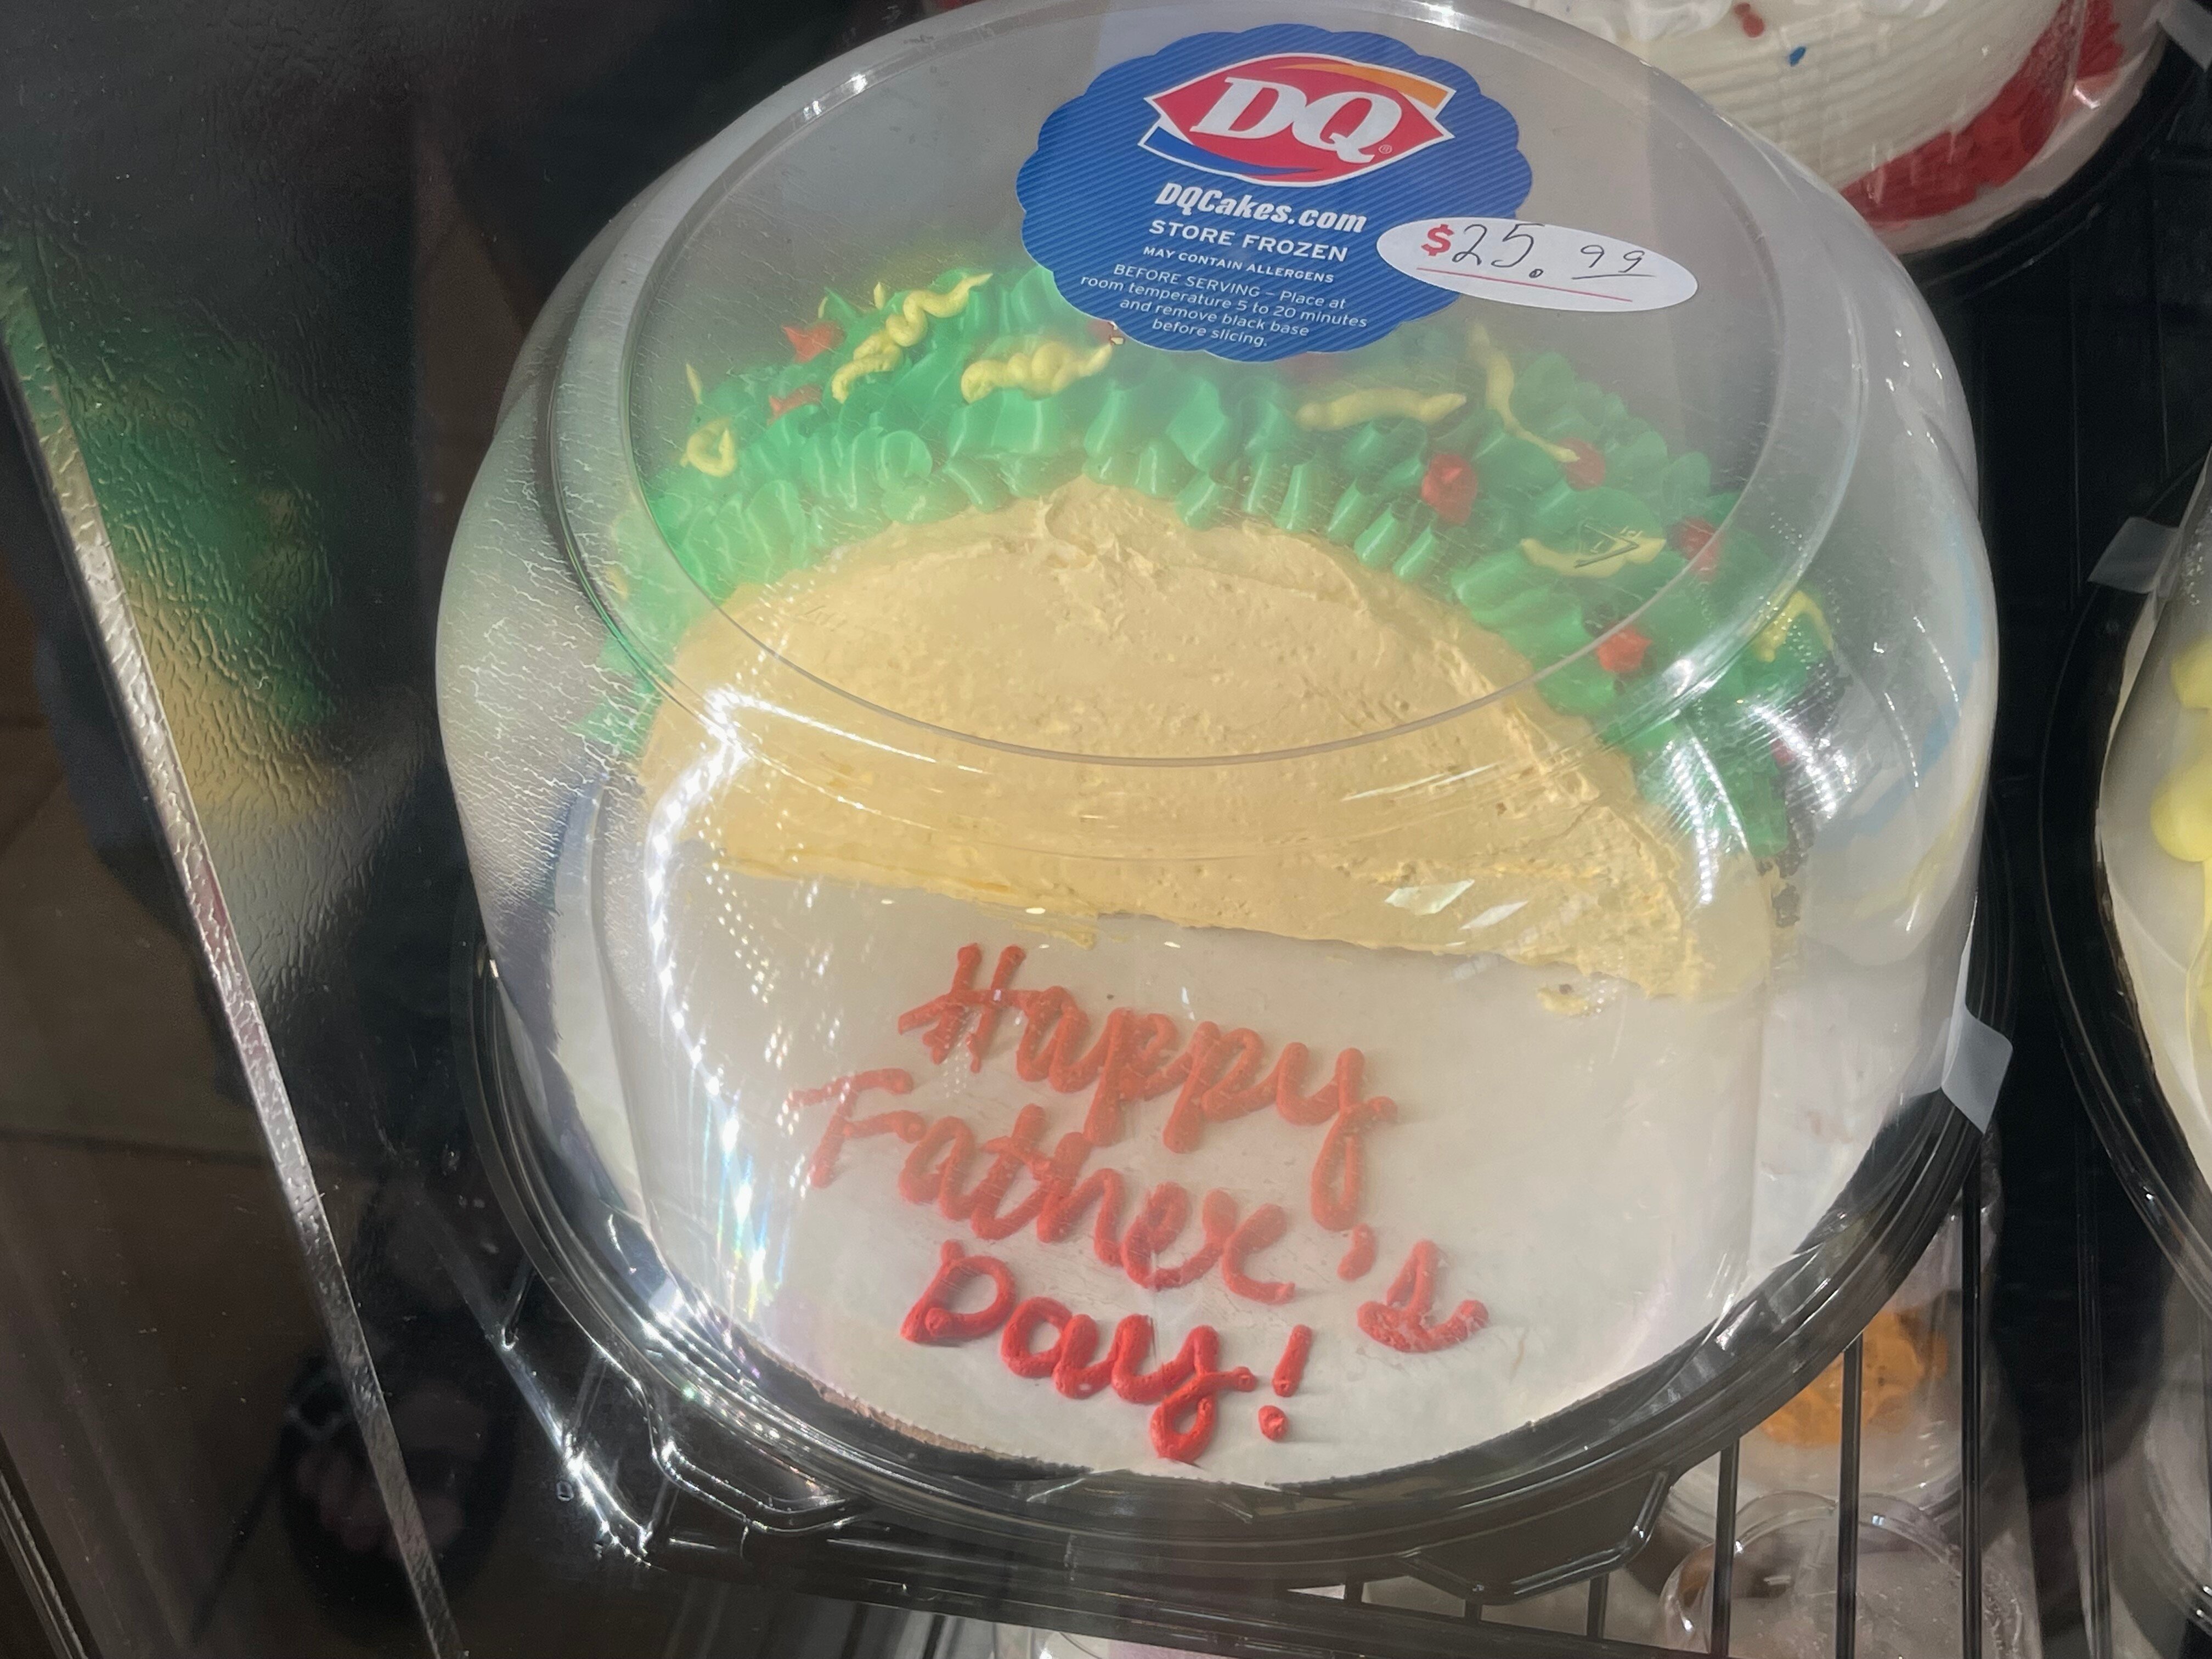 DQ®
DQCakes.com
STORE FROZEN
MAY CONTAIN ALLERGENS
BEFORE SERVING – Place at
room temperature 5 to 20 minutes
and remove black base
before slicing.
$25.99
Happy
Father's
Day!